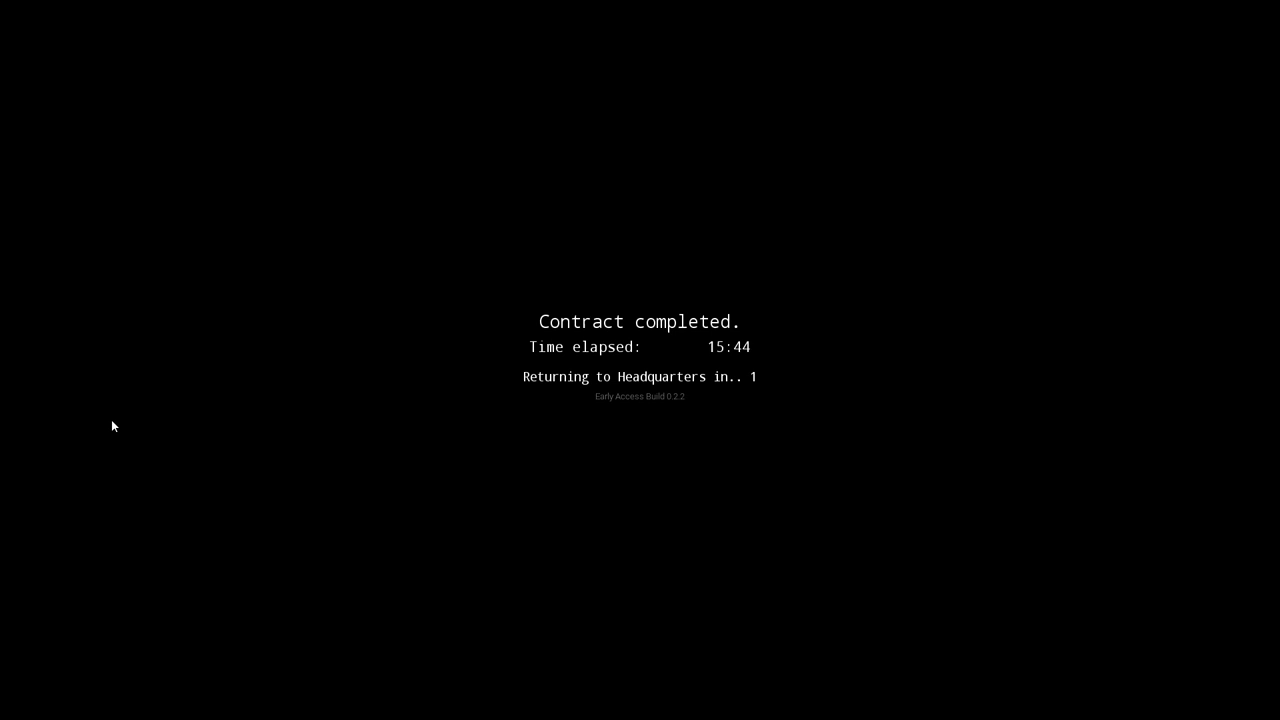 Contract completed.
Time elapsed: 15:44
Returning to Headquarters in.. 1
Early Access Build 0.2.2